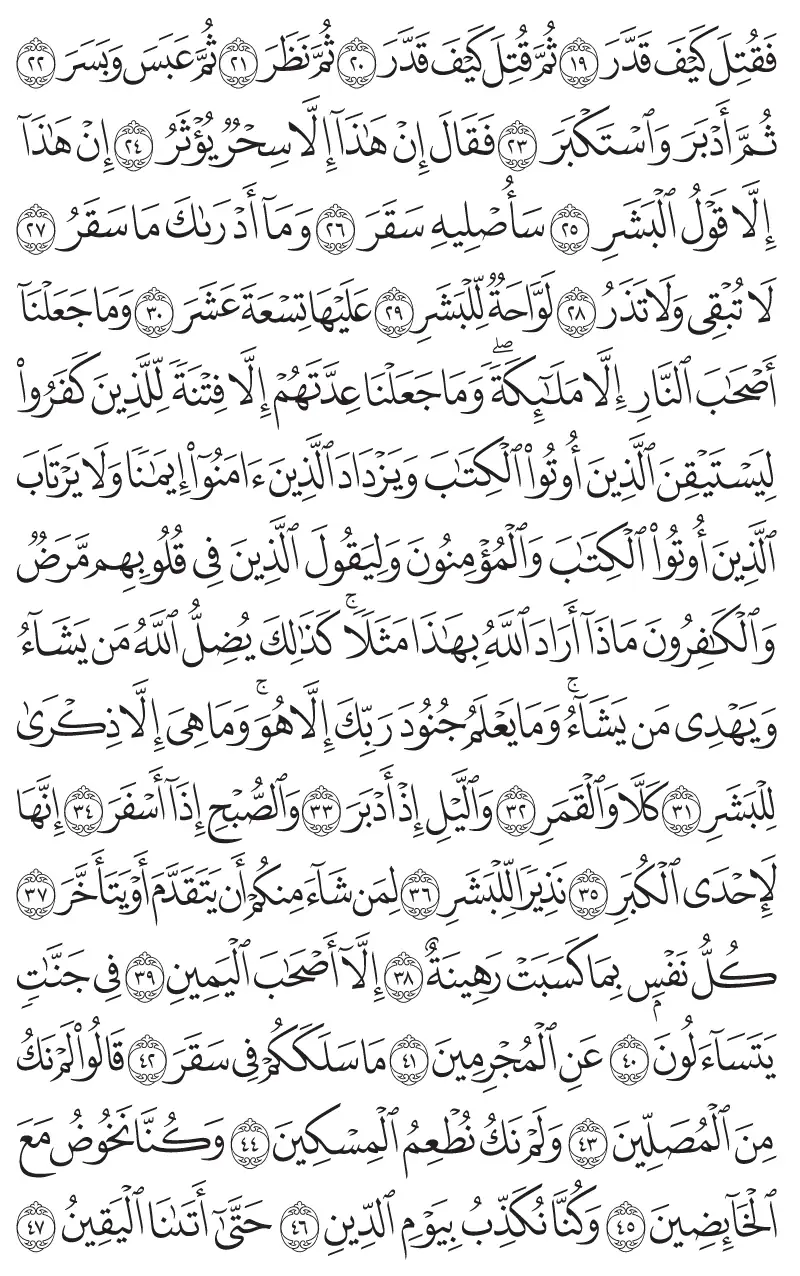 فَقُتِلَ كَيْفَ قَدَّرَ ١٩ ثُمَّ قُتِلَ كَيْفَ قَدَّرَ ٢٠ ثُمَّ نَظَرَ ٢١ ثُمَّ عَبَسَ وَبَسَرَ ٢٢
ثُمَّ أَدْبَرَ وَٱسْتَكْبَرَ ٢٣ فَقَالَ إِنْ هَٰذَآ إِلَّا سِحْرٌ يُؤْثَرُ ٢٤ إِنْ هَٰذَآ
إِلَّا قَوْلُ ٱلْبَشَرِ ٢٥ سَأُصْلِيهِ سَقَرَ ٢٦ وَمَآ أَدْرَىٰكَ مَا سَقَرُ ٢٧
لَا تُبْقِى وَلَا تَذَرُ ٢٨ لَوَّاحَةٌ لِّلْبَشَرِ ٢٩ عَلَيْهَا تِسْعَةَ عَشَرَ ٣٠ وَمَا جَعَلْنَآ
أَصْحَٰبَ ٱلنَّارِ إِلَّا مَلَٰٓئِكَةً ۖ وَمَا جَعَلْنَا عِدَّتَهُمْ إِلَّا فِتْنَةً لِّلَّذِينَ كَفَرُوا۟
لِيَسْتَيْقِنَ ٱلَّذِينَ أُوتُوا۟ ٱلْكِتَٰبَ وَيَزْدَادَ ٱلَّذِينَ ءَامَنُوٓا۟ إِيمَٰنًا وَلَا يَرْتَابَ
ٱلَّذِينَ أُوتُوا۟ ٱلْكِتَٰبَ وَٱلْمُؤْمِنُونَ وَلِيَقُولَ ٱلَّذِينَ فِى قُلُوبِهِم مَّرَضٌ
وَٱلْكَٰفِرُونَ مَاذَآ أَرَادَ ٱللَّهُ بِهَٰذَا مَثَلًا ۚ كَذَٰلِكَ يُضِلُّ ٱللَّهُ مَن يَشَآءُ
وَيَهْدِى مَن يَشَآءُ ۚ وَمَا يَعْلَمُ جُنُودَ رَبِّكَ إِلَّا هُوَ ۚ وَمَا هِىَ إِلَّا ذِكْرَىٰ
لِلْبَشَرِ ٣١ كَلَّا وَٱلْقَمَرِ ٣٢ وَٱلَّيْلِ إِذْ أَدْبَرَ ٣٣ وَٱلصُّبْحِ إِذَآ أَسْفَرَ ٣٤ إِنَّهَا
لَإِحْدَى ٱلْكُبَرِ ٣٥ نَذِيرًا لِّلْبَشَرِ ٣٦ لِمَن شَآءَ مِنكُمْ أَن يَتَقَدَّمَ أَوْ يَتَأَخَّرَ ٣٧
كُلُّ نَفْسٍۭ بِمَا كَسَبَتْ رَهِينَةٌ ٣٨ إِلَّآ أَصْحَٰبَ ٱلْيَمِينِ ٣٩ فِى جَنَّٰتٍ
يَتَسَآءَلُونَ ٤٠ عَنِ ٱلْمُجْرِمِينَ ٤١ مَا سَلَكَكُمْ فِى سَقَرَ ٤٢ قَالُوا۟ لَمْ نَكُ
مِنَ ٱلْمُصَلِّينَ ٤٣ وَلَمْ نَكُ نُطْعِمُ ٱلْمِسْكِينَ ٤٤ وَكُنَّا نَخُوضُ مَعَ
ٱلْخَآئِضِينَ ٤٥ وَكُنَّا نُكَذِّبُ بِيَوْمِ ٱلدِّينِ ٤٦ حَتَّىٰٓ أَتَىٰنَا ٱلْيَقِينُ ٤٧